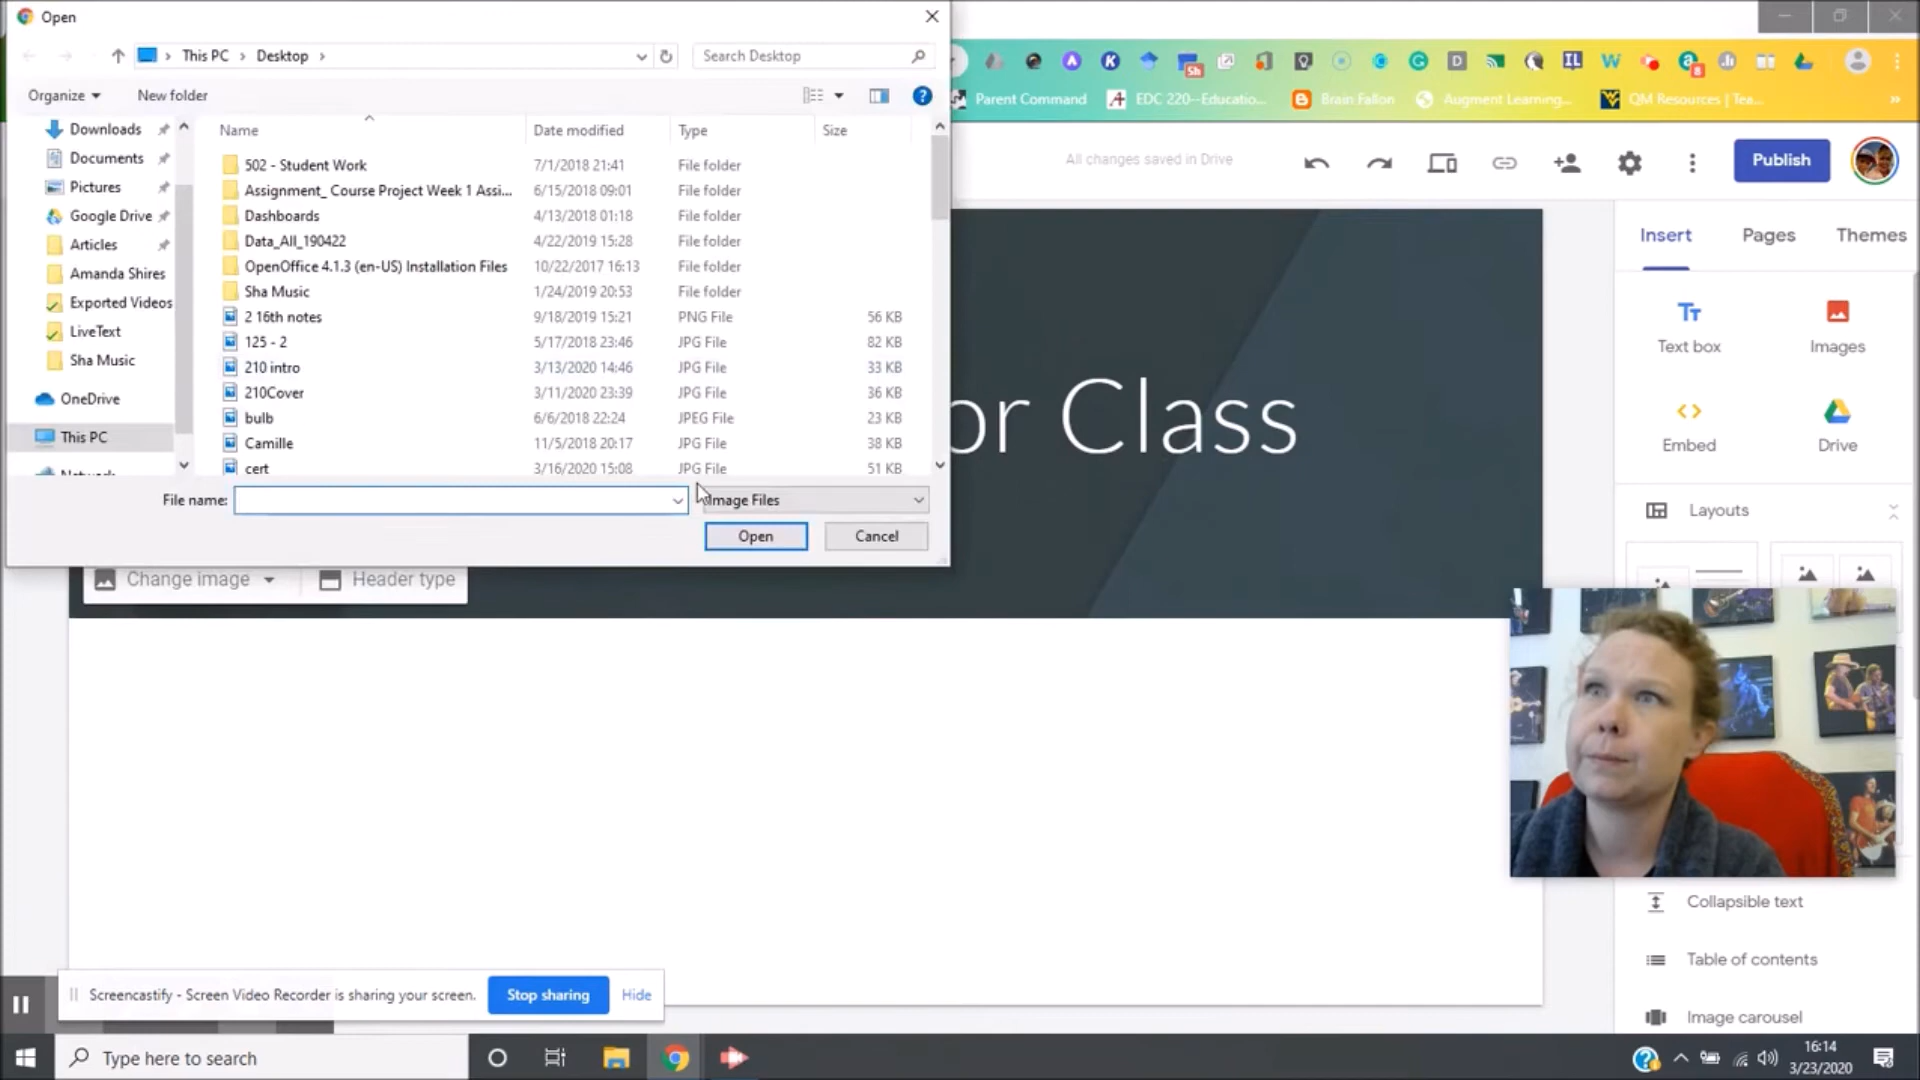 Open
This PC > Desktop >
Search Desktop
Organize
New folder
Parent Command
EDC 220--Educatio...
Brain Fallon
Augment Learning...
QM Resources | Tea...
Sh
8
Name
Date modified
Type
Size
Downloads
Documents
Pictures
Google Drive
Articles
Amanda Shires
Exported Videos
LiveText
Sha Music
OneDrive
This PC
Network
502 - Student Work 7/1/2018 21:41 File folder
Assignment_ Course Project Week 1 Assi... 6/15/2018 09:01 File folder
Dashboards 4/13/2018 01:18 File folder
Data_All_190422 4/22/2019 15:28 File folder
OpenOffice 4.1.3 (en-US) Installation Files 10/22/2017 16:13 File folder
Sha Music 1/24/2019 20:53 File folder
2 16th notes 9/18/2019 15:21 PNG File 56 KB
125 - 2 5/17/2018 23:46 JPG File 82 KB
210 intro 3/13/2020 14:46 JPG File 33 KB
210Cover 3/11/2020 23:39 JPG File 36 KB
bulb 6/6/2018 22:24 JPEG File 23 KB
Camille 11/5/2018 20:17 JPG File 38 KB
cert 3/16/2020 15:08 JPG File 51 KB
File name:
Image Files
Open
Cancel
All changes saved in Drive
Publish
Insert
Pages
Themes
Text box
Images
Embed
Drive
Layouts
or Class
Change image
Header type
Collapsible text
Table of contents
Image carousel
Screencastify - Screen Video Recorder is sharing your screen.
Stop sharing
Hide
Type here to search
16:14
3/23/2020